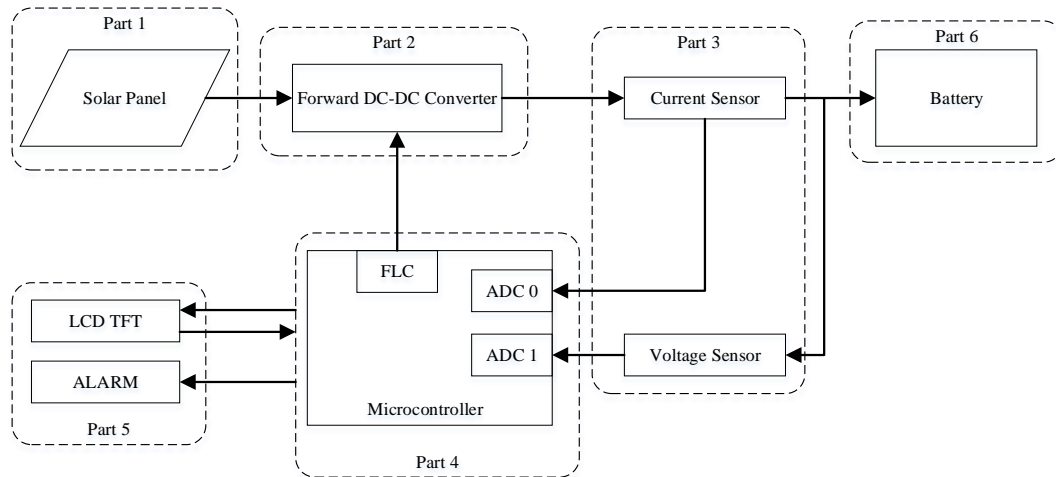 Part 1
Solar Panel
Part 2
Forward DC-DC Converter
Part 3
Current Sensor
Part 6
Battery
FLC
ADC 0
ADC 1
Microcontroller
Part 4
Voltage Sensor
LCD TFT
ALARM
Part 5